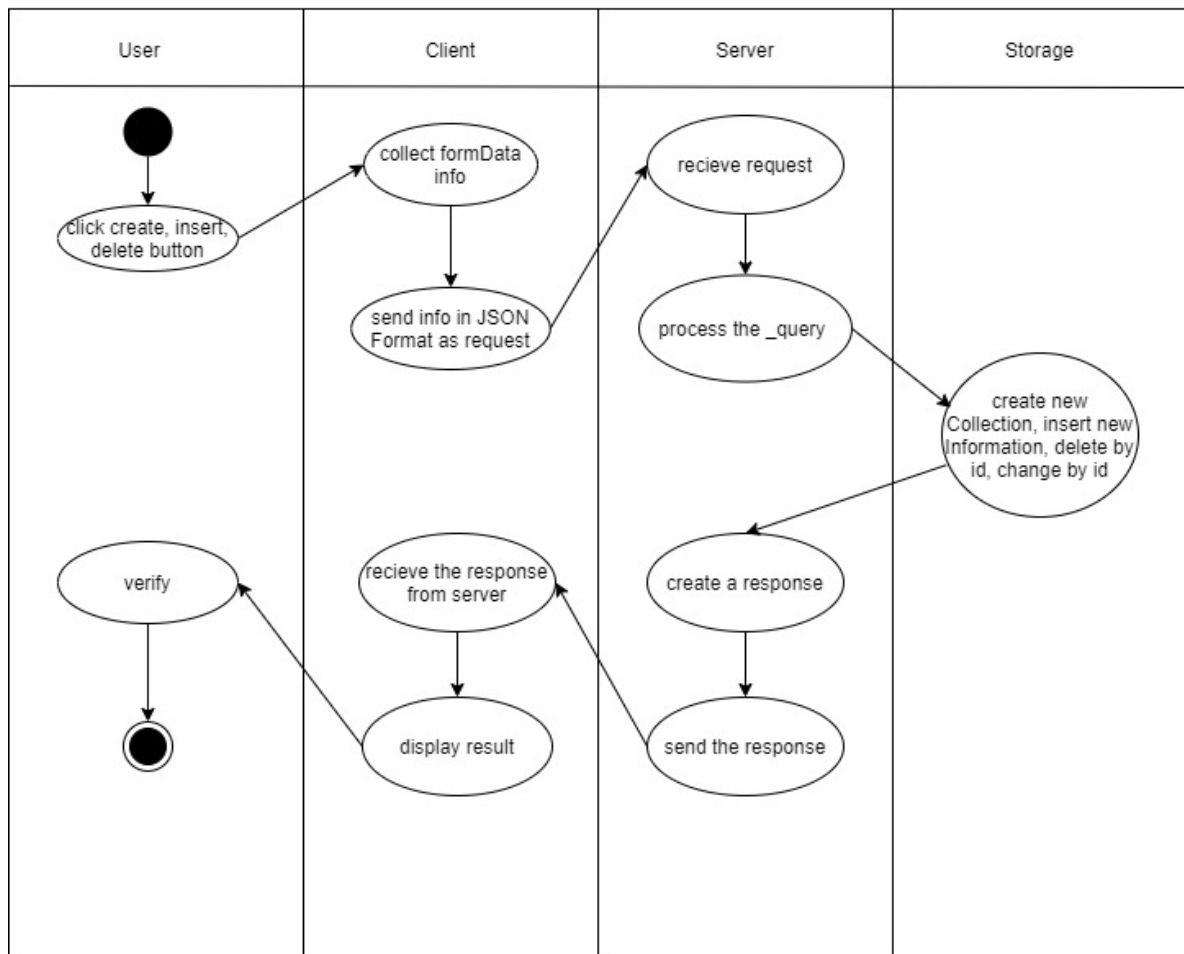 User
Client
Server
Storage
click create, insert,
delete button
collect formData
info
send info in JSON
Format as request
recieve request
process the _query
create new
Collection, insert new
Information, delete by
id, change by id
create a response
send the response
recieve the response
from server
display result
verify